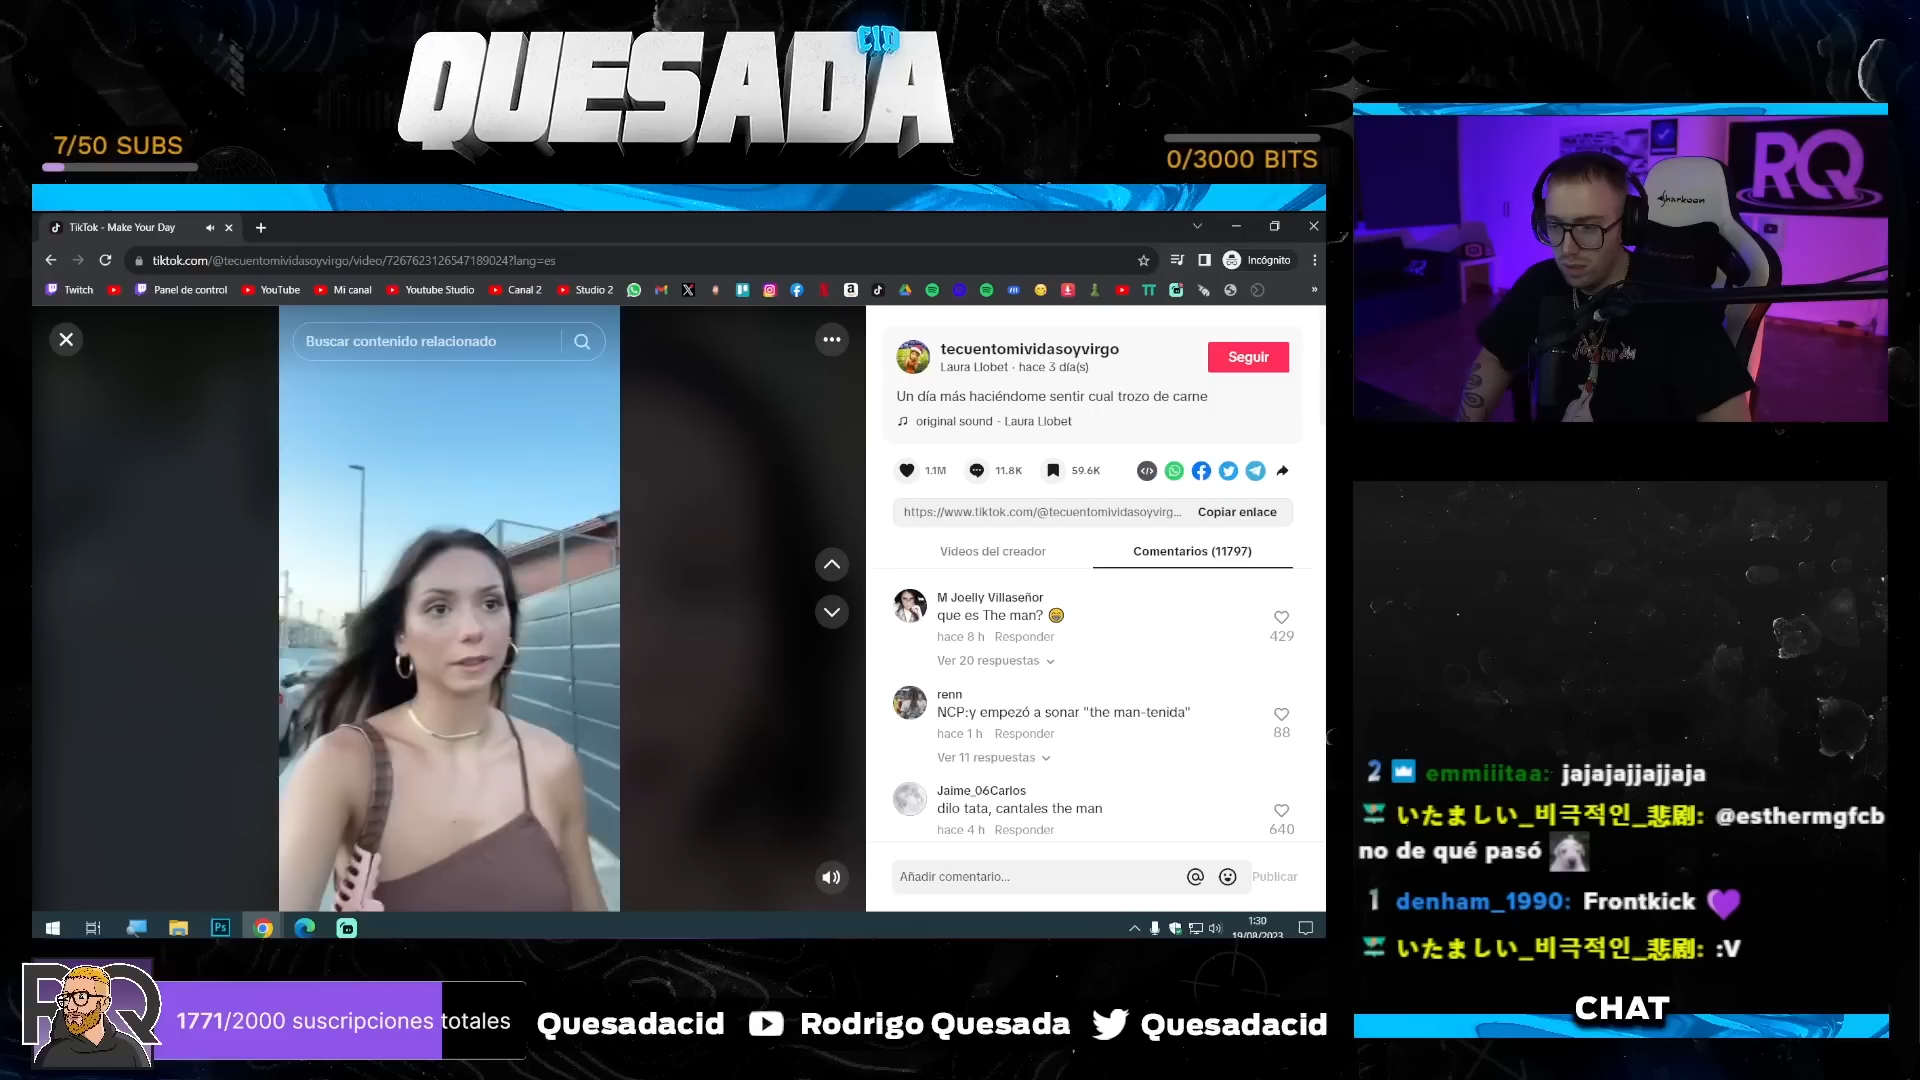 QUESADA
CID
7/50 SUBS
0/3000 BITS
TikTok - Make Your Day
tiktok.com/@tecuentomividasoyvirgo/video/7267623126547189024?lang=es
Incógnito
Twitch
Panel de control
YouTube
Mi canal
Youtube Studio
Canal 2
Studio 2
»
Buscar contenido relacionado
tecuentomividasoyvirgo
Laura Llobet · hace 3 día(s)
Seguir
Un día más haciéndome sentir cual trozo de carne
original sound - Laura Llobet
1.1M
11.8K
59.6K
https://www.tiktok.com/@tecuentomividasoyvirg...
Copiar enlace
Videos del creador
Comentarios (11797)
M Joelly Villaseñor
que es The man? 😁
429
hace 8 h Responder
Ver 20 respuestas
renn
NCP:y empezó a sonar "the man-tenida"
88
hace 1 h Responder
Ver 11 respuestas
Jaime_06Carlos
dilo tata, cantales the man
640
hace 4 h Responder
Añadir comentario...
Publicar
Ps
1:30
19/08/2023
RQ
sharkoon
2 emmiiitaa: jajajajjajjaja
いたましい_비극적인_悲劇: @esthermgfcb
no de qué pasó
1 denham_1990: Frontkick 💜
いたましい_비극적인_悲劇: :V
CHAT
RQ
1771/2000 suscripciones totales
Quesadacid
Rodrigo Quesada
Quesadacid